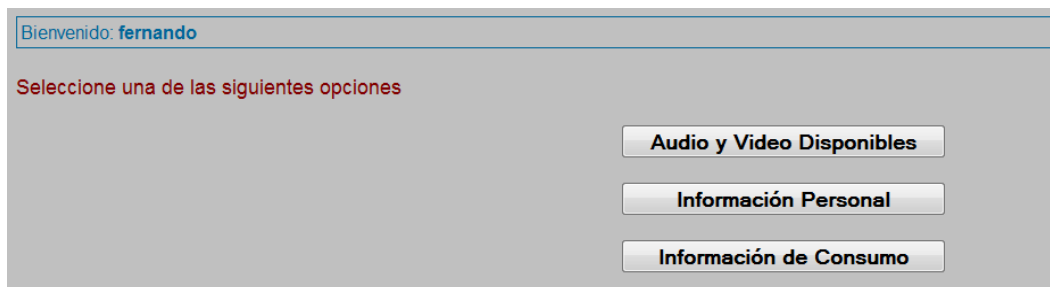 Bienvenido: fernando
Seleccione una de las siguientes opciones
Audio y Video Disponibles
Información Personal
Información de Consumo